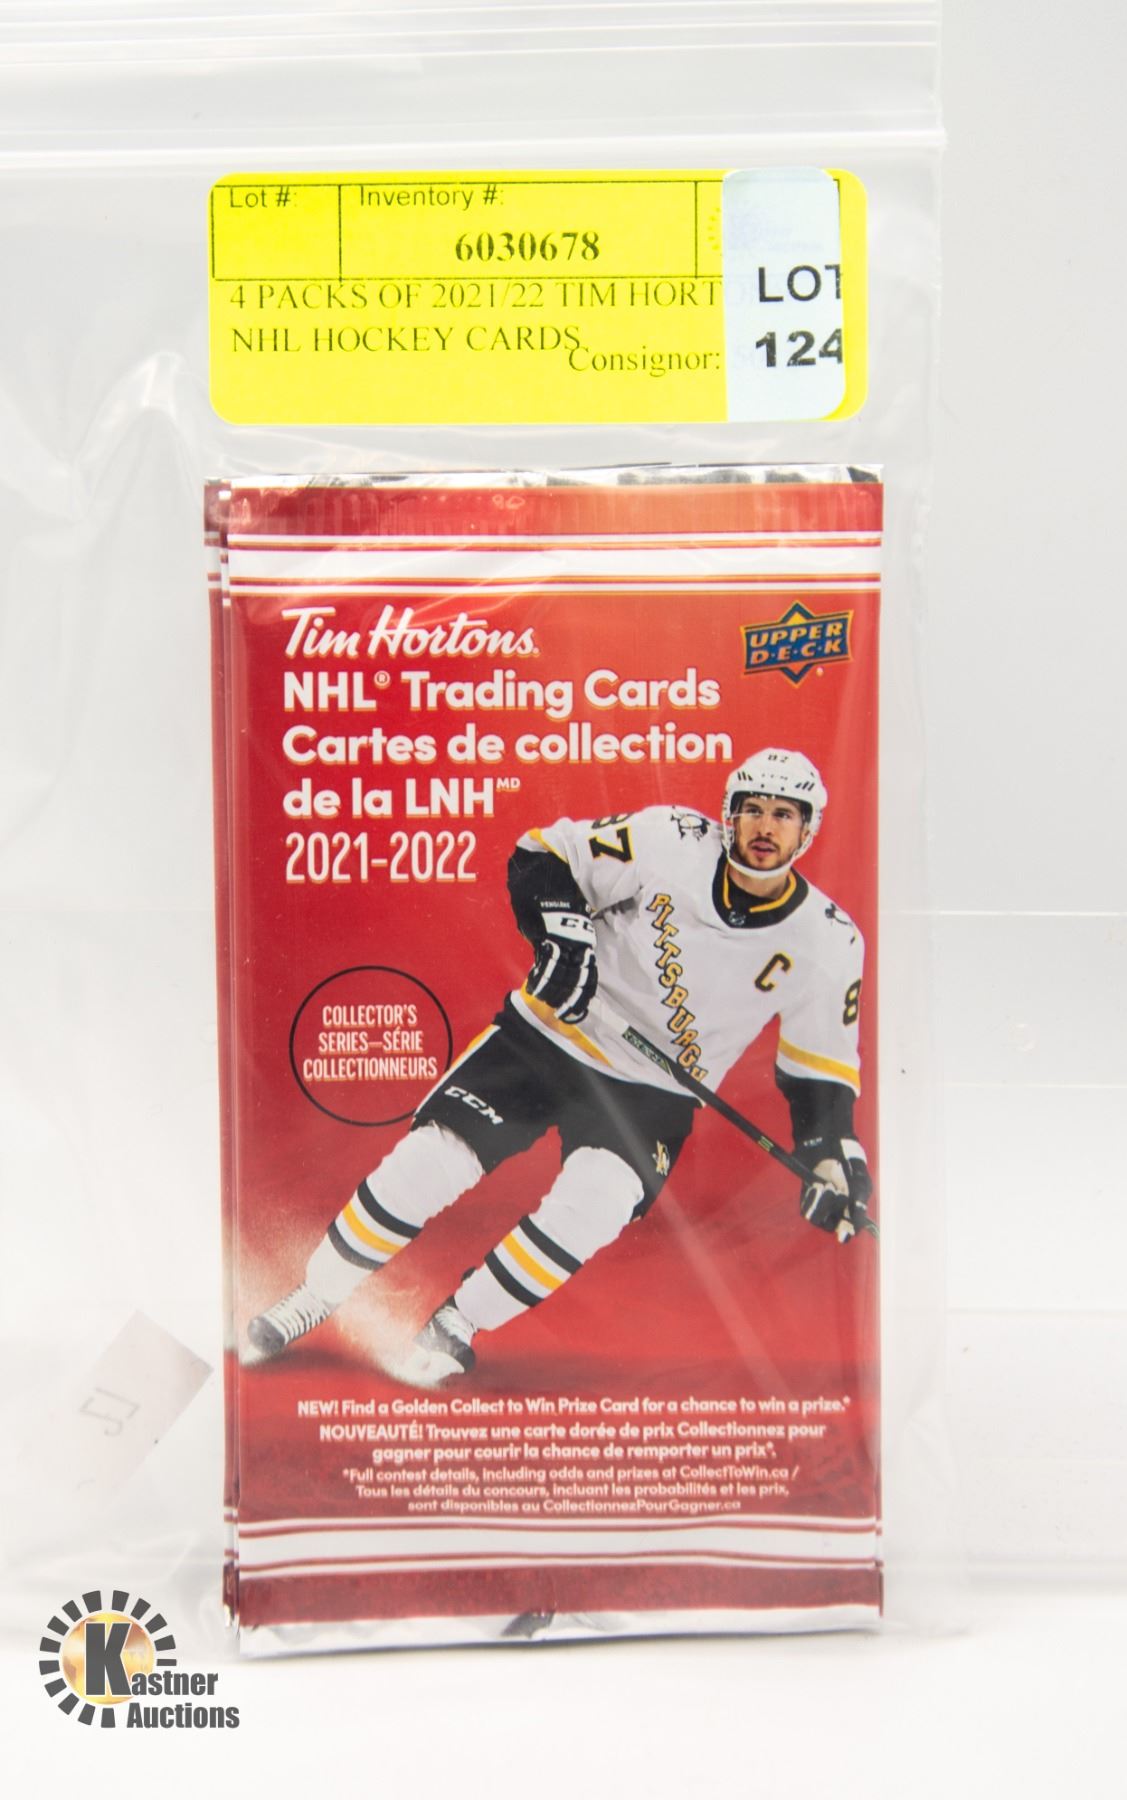 Lot #:
Inventory #:
6030678
4 PACKS OF 2021/22 TIM HORT
NHL HOCKEY CARDS
Consignor:
LOT
124
Tim Hortons.
UPPER
D·E·C·K
NHL® Trading Cards
Cartes de collection
de la LNH MD
2021-2022
87
87
PITTSBURGH
C
8
CCM
COLLECTOR'S
SERIES—SÉRIE
COLLECTIONNEURS
CCM
NEW! Find a Golden Collect to Win Prize Card for a chance to win a prize.*
NOUVEAUTÉ! Trouvez une carte dorée de prix Collectionnez pour
gagner pour courir la chance de remporter un prix*.
*Full contest details, including odds and prizes at CollectToWin.ca /
Tous les détails du concours, incluant les probabilités et les prix,
sont disponibles au CollectionnezPourGagner.ca
Kastner
Auctions